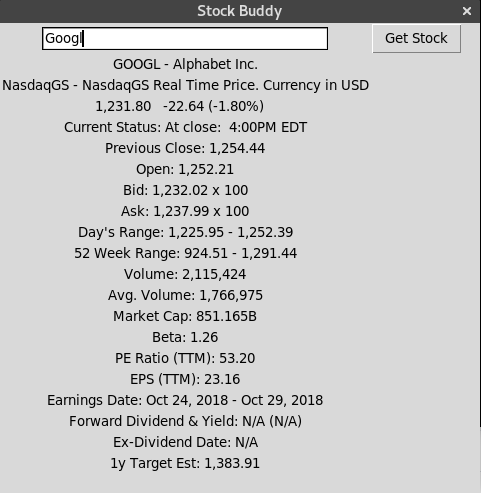 Stock Buddy ×
Googl Get Stock
GOOGL - Alphabet Inc.
NasdaqGS - NasdaqGS Real Time Price. Currency in USD
1,231.80 -22.64 (-1.80%)
Current Status: At close: 4:00PM EDT
Previous Close: 1,254.44
Open: 1,252.21
Bid: 1,232.02 x 100
Ask: 1,237.99 x 100
Day's Range: 1,225.95 - 1,252.39
52 Week Range: 924.51 - 1,291.44
Volume: 2,115,424
Avg. Volume: 1,766,975
Market Cap: 851.165B
Beta: 1.26
PE Ratio (TTM): 53.20
EPS (TTM): 23.16
Earnings Date: Oct 24, 2018 - Oct 29, 2018
Forward Dividend & Yield: N/A (N/A)
Ex-Dividend Date: N/A
1y Target Est: 1,383.91